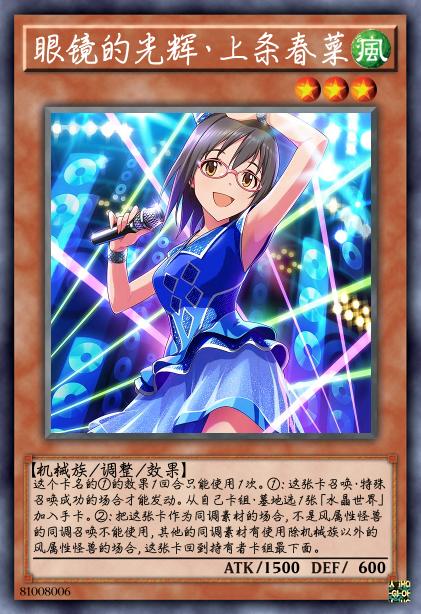 眼镜的光辉·上条春菜
風
【机械族/调整/效果】
这个卡名的①的效果1回合只能使用1次。①：这张卡召唤·特殊
召唤成功的场合才能发动。从自己卡组·墓地选1张「水晶世界」
加入手卡。②：把这张卡作为同调素材的场合，不是风属性怪兽
的同调召唤不能使用，其他的同调素材有使用除机械族以外的
风属性怪兽的场合，这张卡回到持有者卡组最下面。
ATK/1500 DEF/ 600
81008006